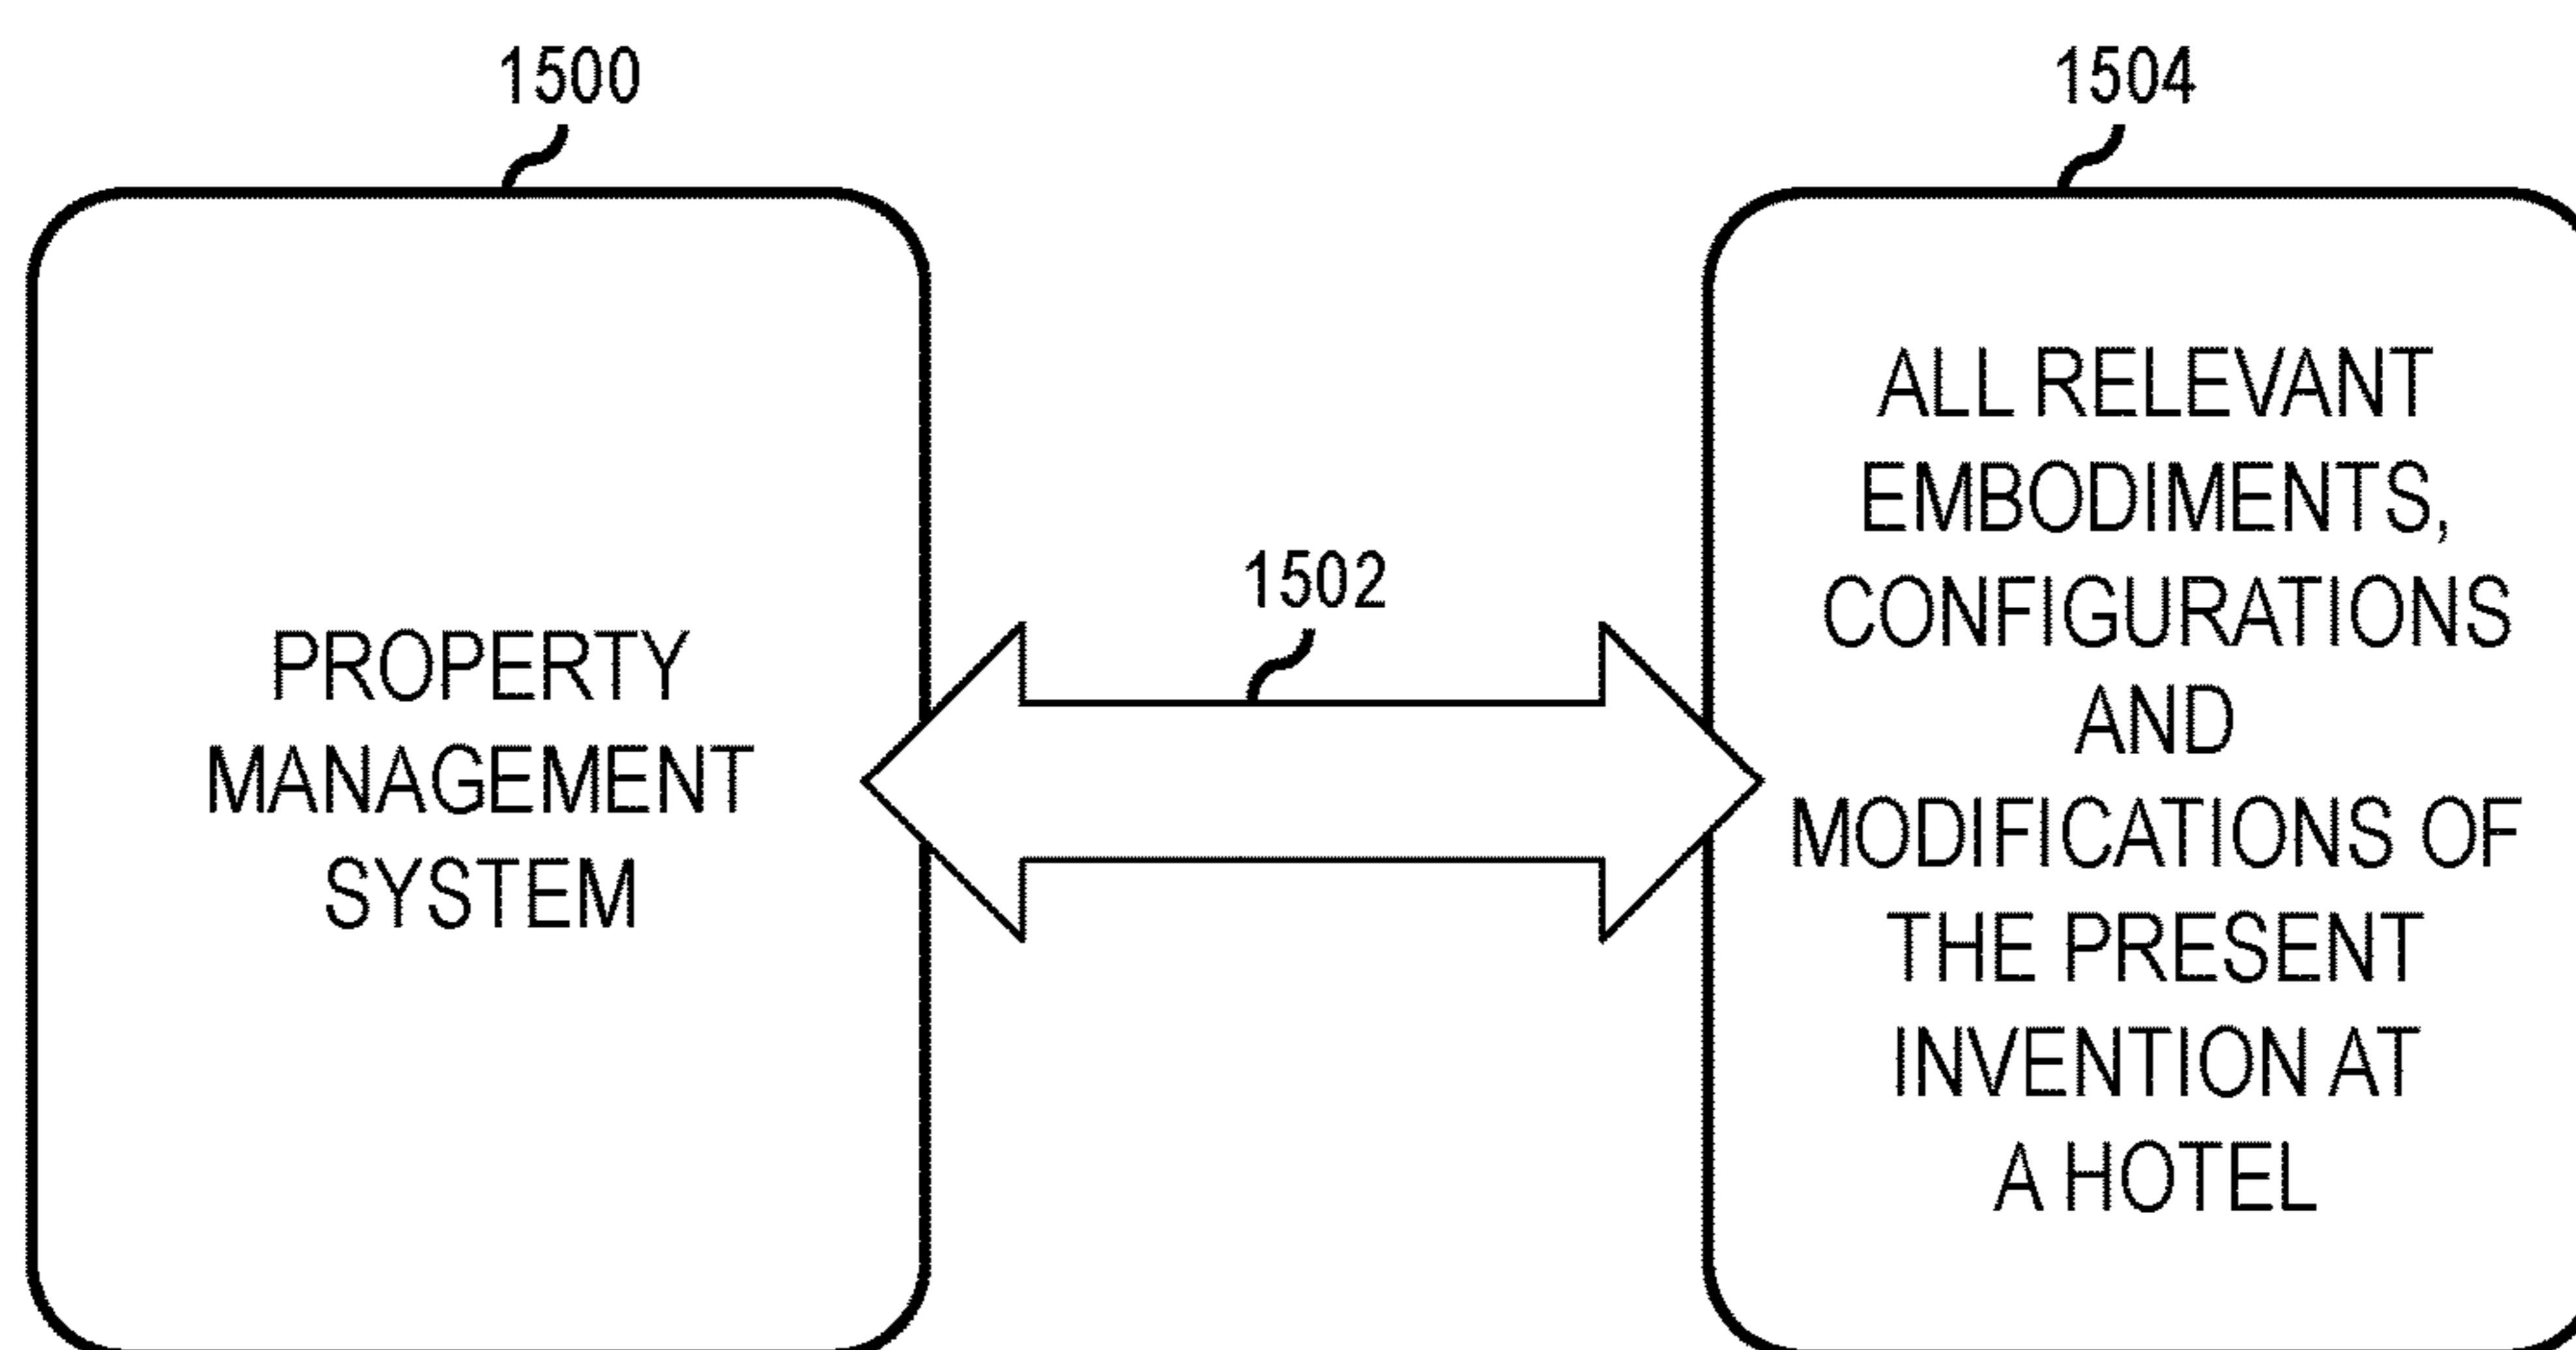 1500
PROPERTY
MANAGEMENT
SYSTEM
1502
1504
ALL RELEVANT
EMBODIMENTS,
CONFIGURATIONS
AND
MODIFICATIONS OF
THE PRESENT
INVENTION AT
A HOTEL